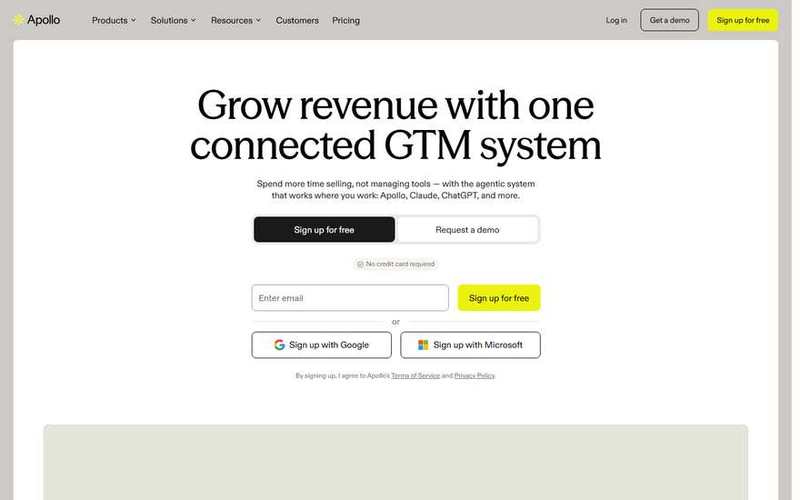 Apollo
Products
Solutions
Resources
Customers
Pricing
Log in
Get a demo
Sign up for free
Grow revenue with one
connected GTM system
Spend more time selling, not managing tools — with the agentic system
that works where you work: Apollo, Claude, ChatGPT, and more.
Sign up for free
Request a demo
No credit card required
Enter email
Sign up for free
or
Sign up with Google
Sign up with Microsoft
By signing up, I agree to Apollo's Terms of Service and Privacy Policy.